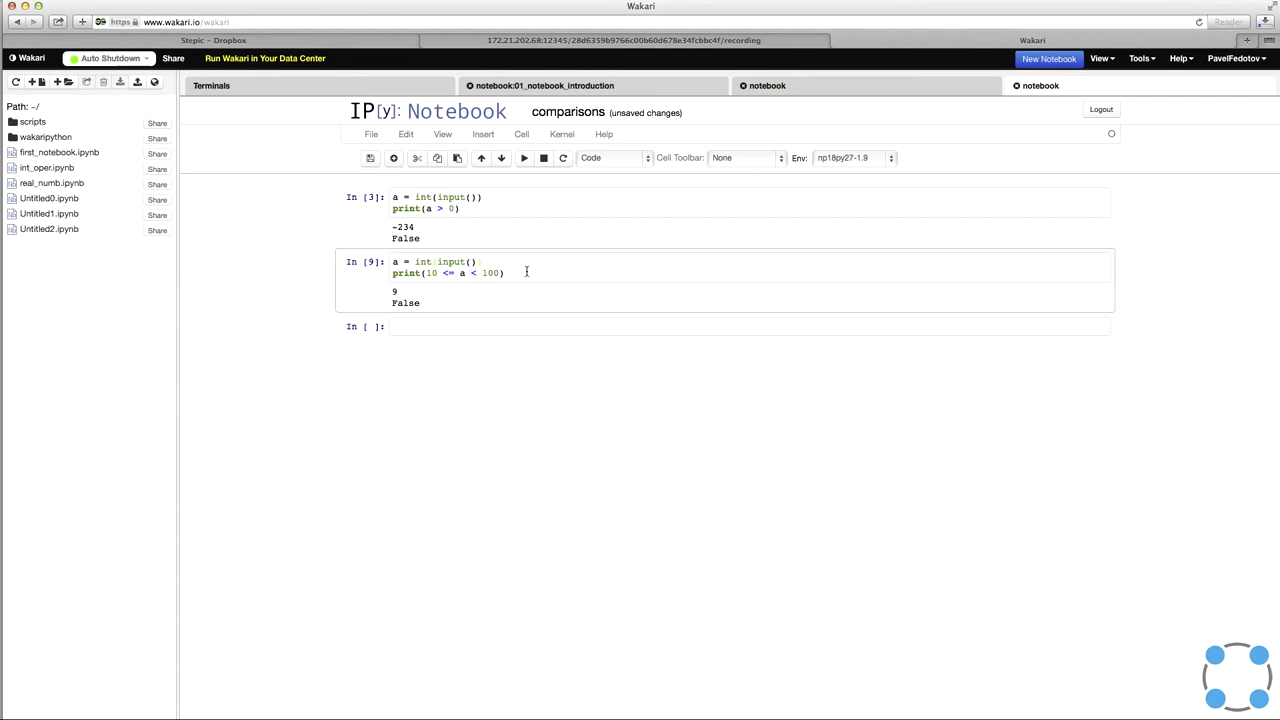 Wakari
https www.wakari.io/wakari Reader
Stepic – Dropbox 172.21.202.68:12345/28d6359b9766c00b60d678e34fcbbc4f/recording Wakari
Wakari Auto Shutdown Share Run Wakari in Your Data Center New Notebook View Tools Help PavelFedotov
Terminals notebook:01_notebook_introduction notebook notebook
Path: ~/
scripts Share
wakaripython Share
first_notebook.ipynb Share
int_oper.ipynb Share
real_numb.ipynb Share
Untitled0.ipynb Share
Untitled1.ipynb Share
Untitled2.ipynb Share
IP[y]: Notebook comparisons (unsaved changes) Logout
File Edit View Insert Cell Kernel Help
Code Cell Toolbar: None Env: np18py27-1.9
In [3]: a = int(input())
print(a > 0)
-234
False
In [9]: a = int(input())
print(10 <= a < 100)
9
False
In [ ]: